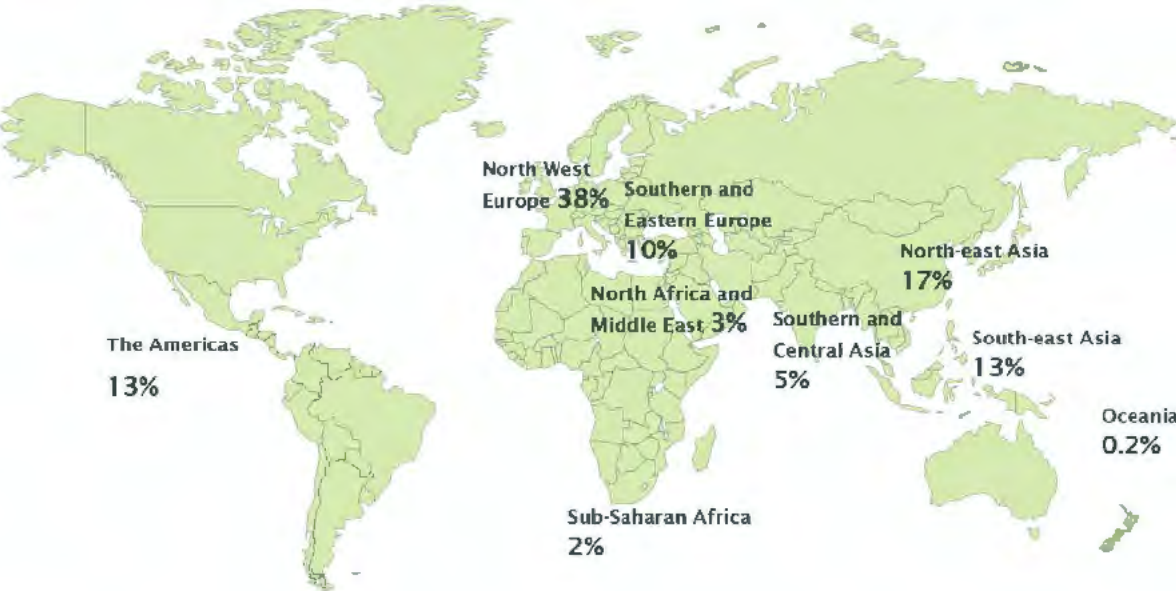 North West
Europe 38%
Southern and
Eastern Europe
10%
North-east Asia
17%
North Africa and
Middle East 3%
Southern and
Central Asia
5%
South-east Asia
13%
The Americas
13%
Oceania
0.2%
Sub-Saharan Africa
2%